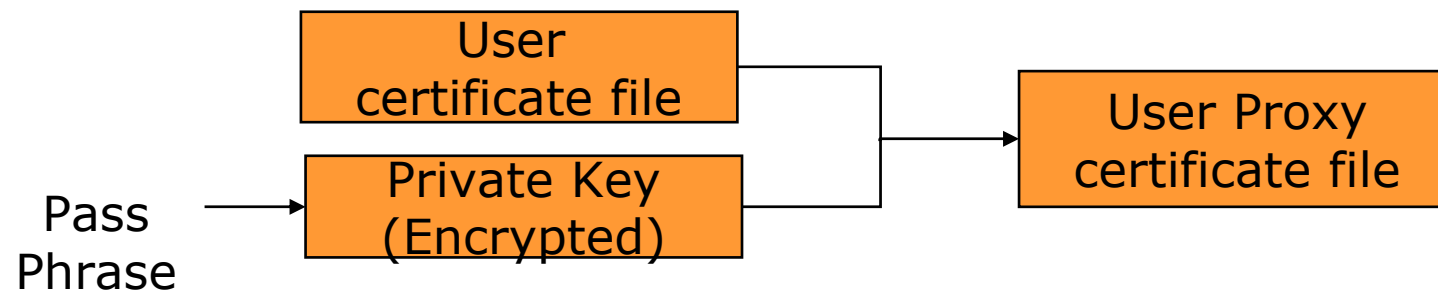 User
certificate file
Private Key
(Encrypted)
Pass
Phrase
User Proxy
certificate file